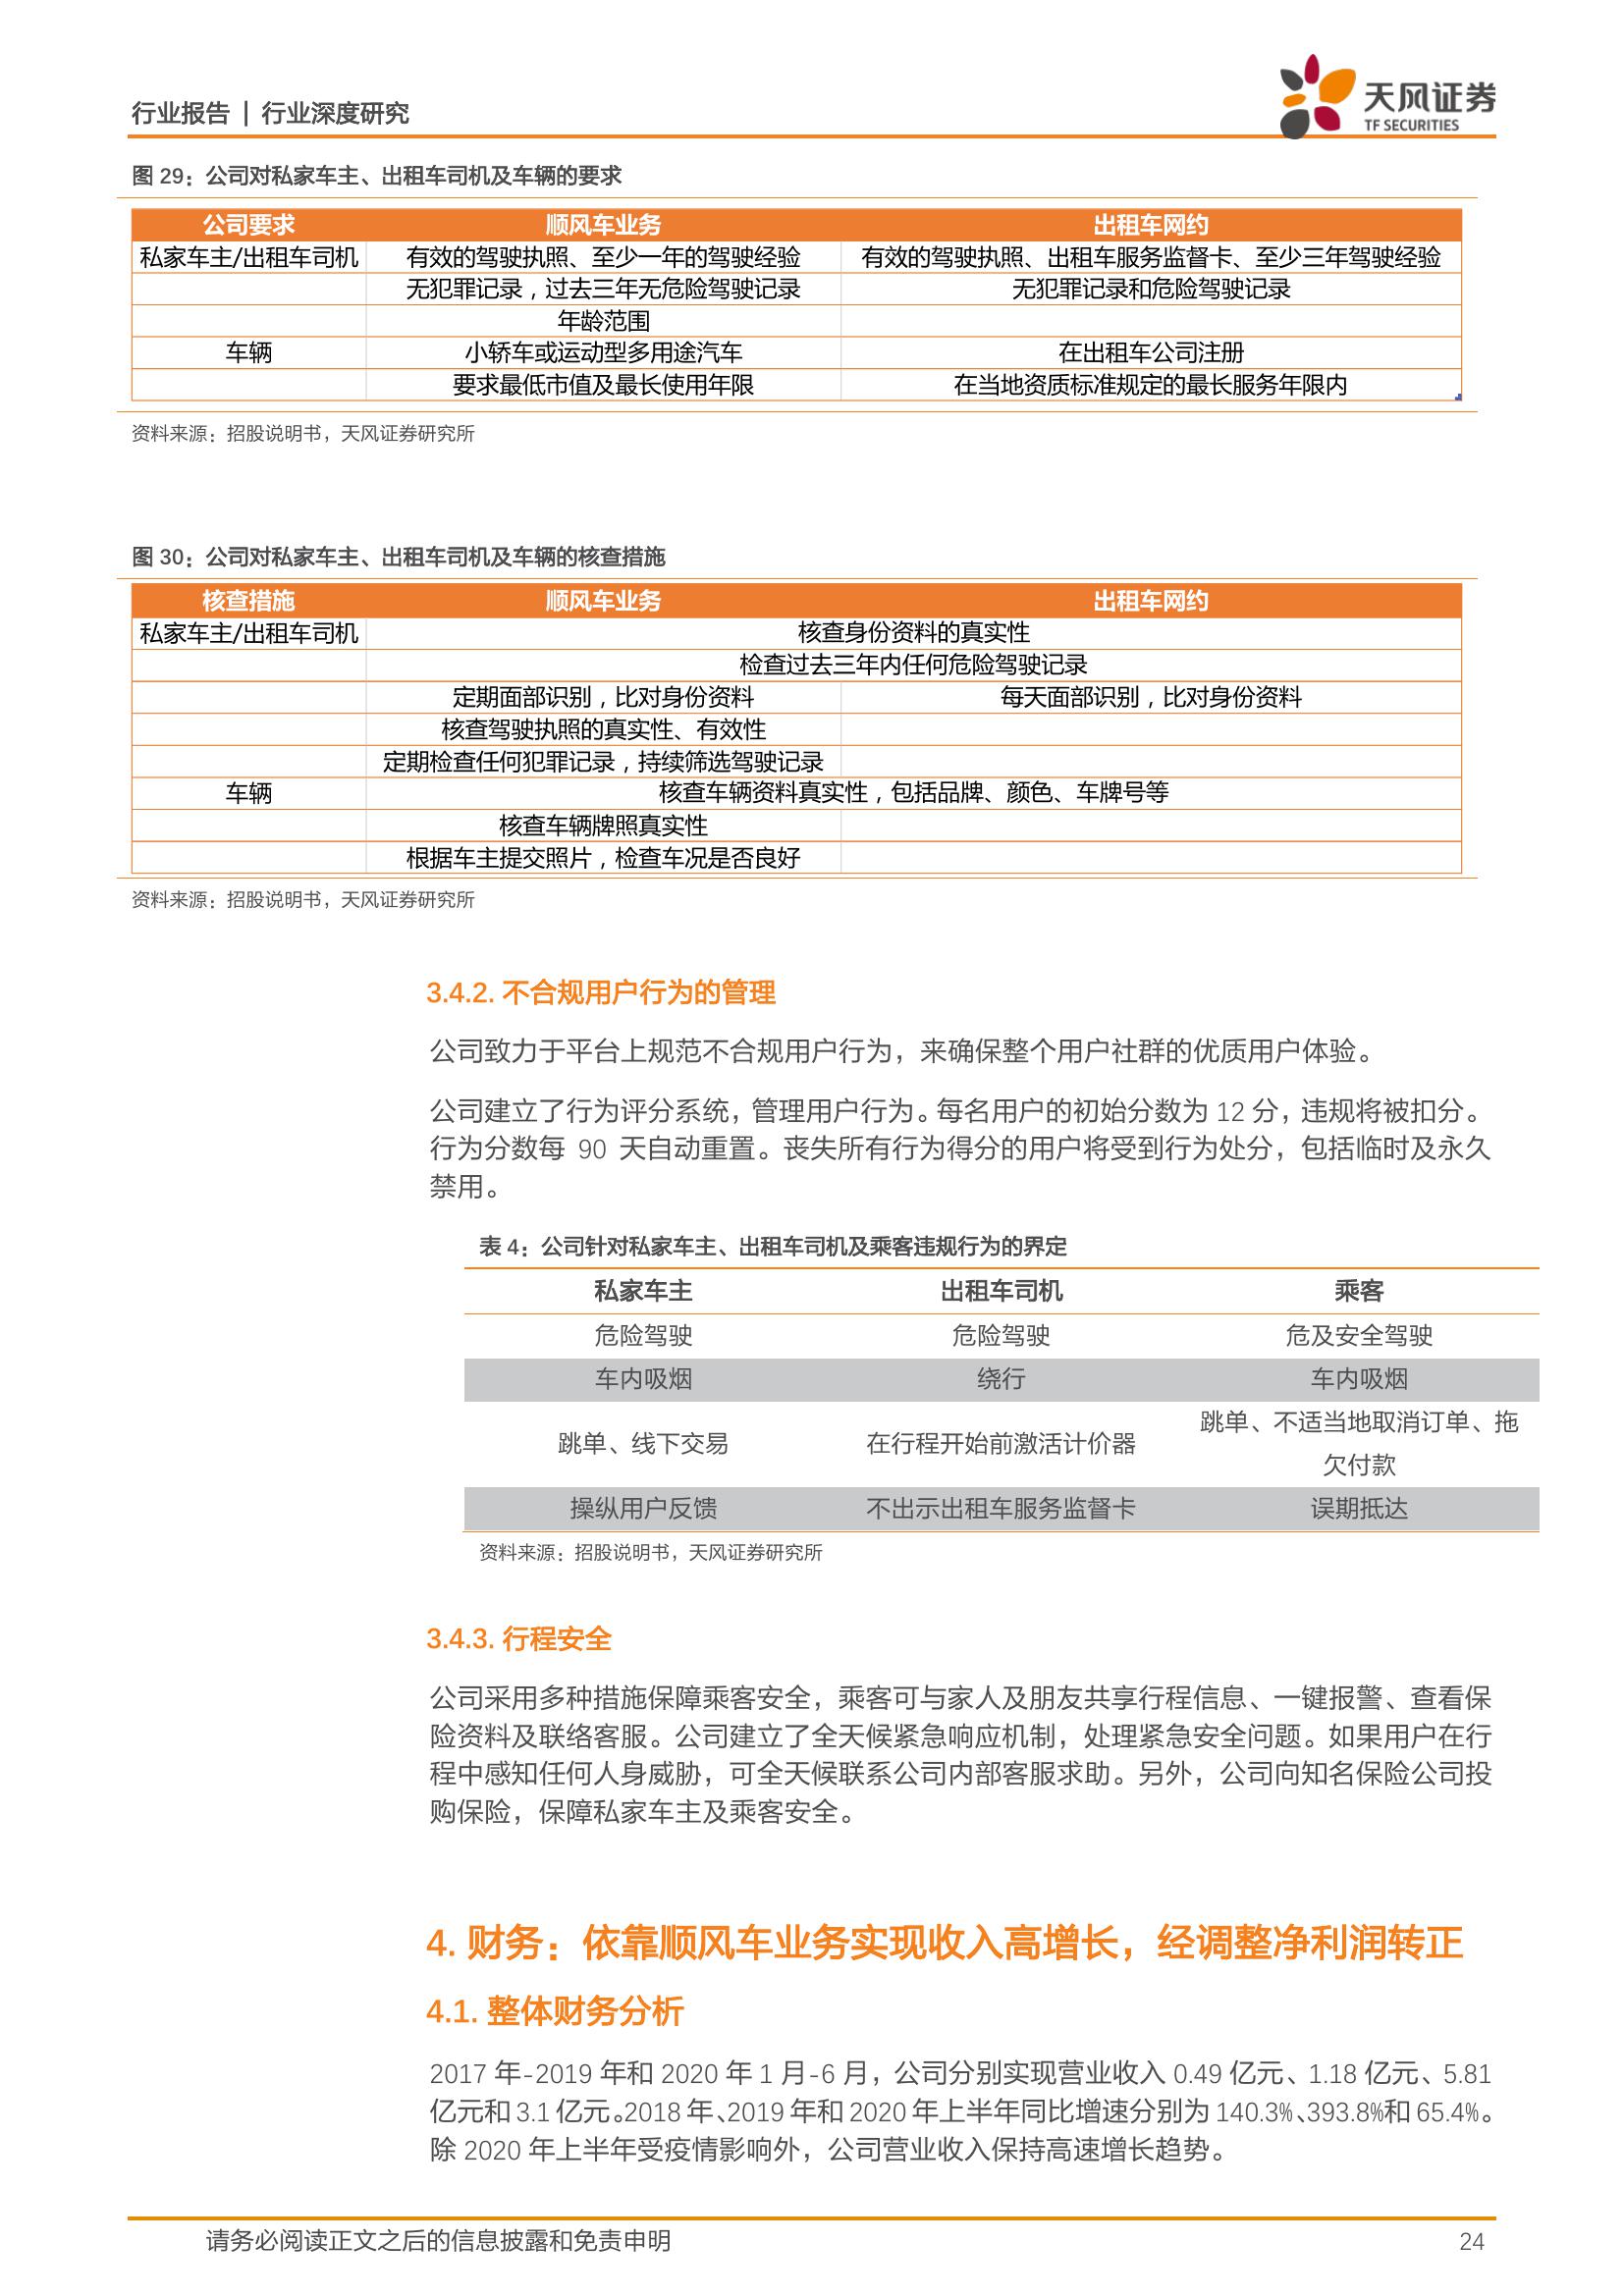 行业报告 | 行业深度研究
天风证券
TF SECURITIES
图 29：公司对私家车主、出租车司机及车辆的要求
公司要求 顺风车业务 出租车网约
私家车主/出租车司机 有效的驾驶执照、至少一年的驾驶经验 有效的驾驶执照、出租车服务监督卡、至少三年驾驶经验
无犯罪记录，过去三年无危险驾驶记录 无犯罪记录和危险驾驶记录
年龄范围
车辆 小轿车或运动型多用途汽车 在出租车公司注册
要求最低市值及最长使用年限 在当地资质标准规定的最长服务年限内
资料来源：招股说明书，天风证券研究所
图 30：公司对私家车主、出租车司机及车辆的核查措施
核查措施 顺风车业务 出租车网约
私家车主/出租车司机 核查身份资料的真实性
检查过去三年内任何危险驾驶记录
定期面部识别，比对身份资料 每天面部识别，比对身份资料
核查驾驶执照的真实性、有效性
定期检查任何犯罪记录，持续筛选驾驶记录
车辆 核查车辆资料真实性，包括品牌、颜色、车牌号等
核查车辆牌照真实性
根据车主提交照片，检查车况是否良好
资料来源：招股说明书，天风证券研究所
3.4.2. 不合规用户行为的管理
公司致力于平台上规范不合规用户行为，来确保整个用户社群的优质用户体验。
公司建立了行为评分系统，管理用户行为。每名用户的初始分数为 12 分，违规将被扣分。
行为分数每 90 天自动重置。丧失所有行为得分的用户将受到行为处分，包括临时及永久
禁用。
表 4：公司针对私家车主、出租车司机及乘客违规行为的界定
私家车主 出租车司机 乘客
危险驾驶 危险驾驶 危及安全驾驶
车内吸烟 绕行 车内吸烟
跳单、线下交易 在行程开始前激活计价器 跳单、不适当地取消订单、拖
欠付款
操纵用户反馈 不出示出租车服务监督卡 误期抵达
资料来源：招股说明书，天风证券研究所
3.4.3. 行程安全
公司采用多种措施保障乘客安全，乘客可与家人及朋友共享行程信息、一键报警、查看保
险资料及联络客服。公司建立了全天候紧急响应机制，处理紧急安全问题。如果用户在行
程中感知任何人身威胁，可全天候联系公司内部客服求助。另外，公司向知名保险公司投
购保险，保障私家车主及乘客安全。
4. 财务：依靠顺风车业务实现收入高增长，经调整净利润转正
4.1. 整体财务分析
2017 年-2019 年和 2020 年 1 月-6 月，公司分别实现营业收入 0.49 亿元、1.18 亿元、5.81
亿元和 3.1 亿元。2018 年、2019 年和 2020 年上半年同比增速分别为 140.3%、393.8%和 65.4%。
除 2020 年上半年受疫情影响外，公司营业收入保持高速增长趋势。
请务必阅读正文之后的信息披露和免责申明 24